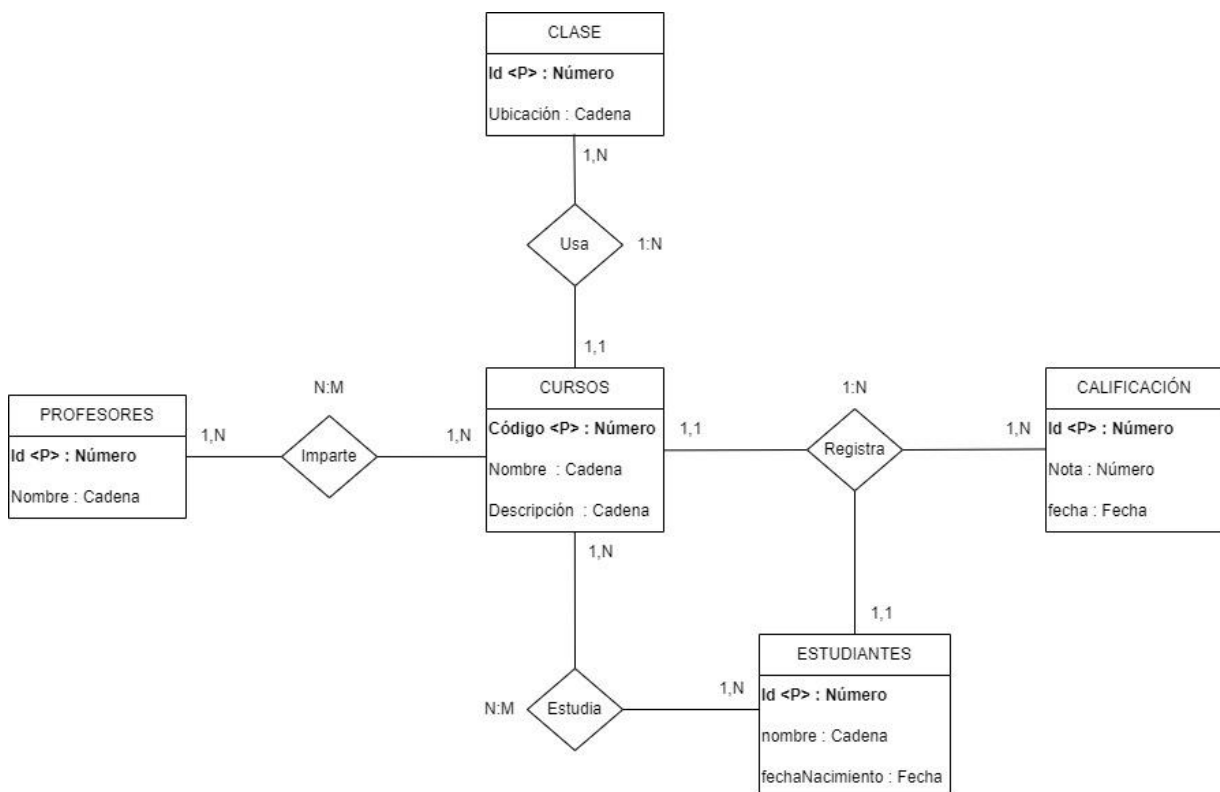 CLASE
Id <P> : Número
Ubicación : Cadena
1,N
Usa
1:N
1,1
PROFESORES
Id <P> : Número
Nombre : Cadena
1,N
N:M
Imparte
1,N
CURSOS
Código <P> : Número
Nombre : Cadena
Descripción : Cadena
1,1
1:N
Registra
1,N
CALIFICACIÓN
Id <P> : Número
Nota : Número
fecha : Fecha
1,N
1,1
N:M
Estudia
1,N
ESTUDIANTES
Id <P> : Número
nombre : Cadena
fechaNacimiento : Fecha